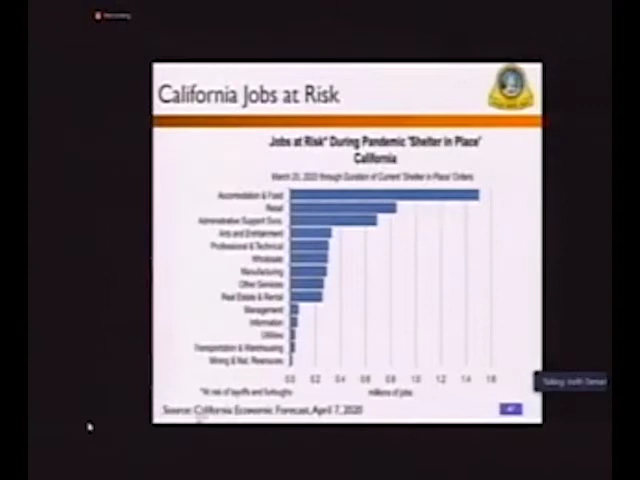 California Jobs at Risk
Jobs at Risk* During Pandemic 'Shelter in Place'
California
March 20, 2020 through Duration of Current 'Shelter in Place' Orders
Accomodation & Food
Retail
Administrative Support Svcs.
Arts and Entertainment
Professional & Technical
Wholesale
Manufacturing
Other Services
Real Estate & Rental
Management
Information
Utilities
Transportation & Warehousing
Mining & Nat. Resources
0.0 0.2 0.4 0.6 0.8 1.0 1.2 1.4 1.6
*At risk of layoffs and furloughs
millions of jobs
Source: California Economic Forecast, April 7, 2020
Talking: